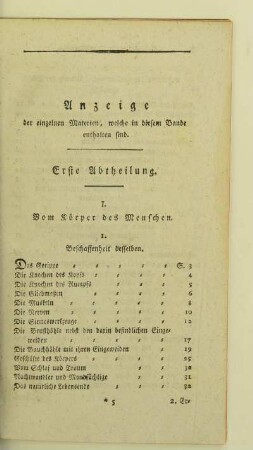 Anzeige
der einzelnen Materien, welche in diesem Bande
enthalten sind.
Erste Abtheilung.
I.
Vom Körper des Menschen.
1.
Beschaffenheit desselben.
Das Gerippe S. 3
Die Knochen des Kopfs 4
Die Knochen des Rumpfs 5
Die Gliedmaßen 6
Die Muskeln 8
Die Nerven 10
Die Sinneswerkzeuge 12
Die Brusthöhle nebst den darin befindlichen Einge-
weiden 17
Die Bauchhöhle mit ihren Eingeweiden 19
Geschäfte des Körpers 25
Vom Schlaf und Traum 30
Nachtwandler und Mondsüchtige 31
Das natürliche Lebensende 32
* 5 2.